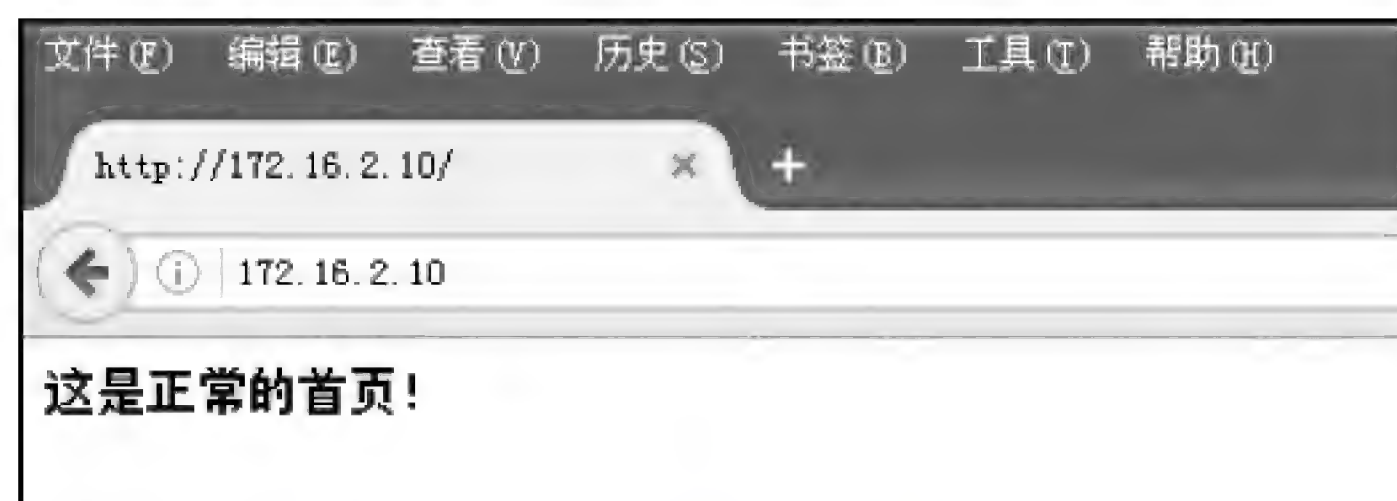 文件(F) 编辑(E) 查看(V) 历史(S) 书签(B) 工具(T) 帮助(H)
http://172.16.2.10/ × +
172.16.2.10
这是正常的首页!